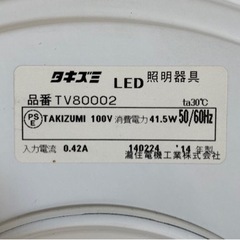 タキズミ LED 照明器具
品番 TV80002 ta30℃
PSE TAKIZUMI 100V 消費電力 41.5W 50/60Hz
入力電流 0.42A 140224 '14年製
瀧住電機工業株式会社